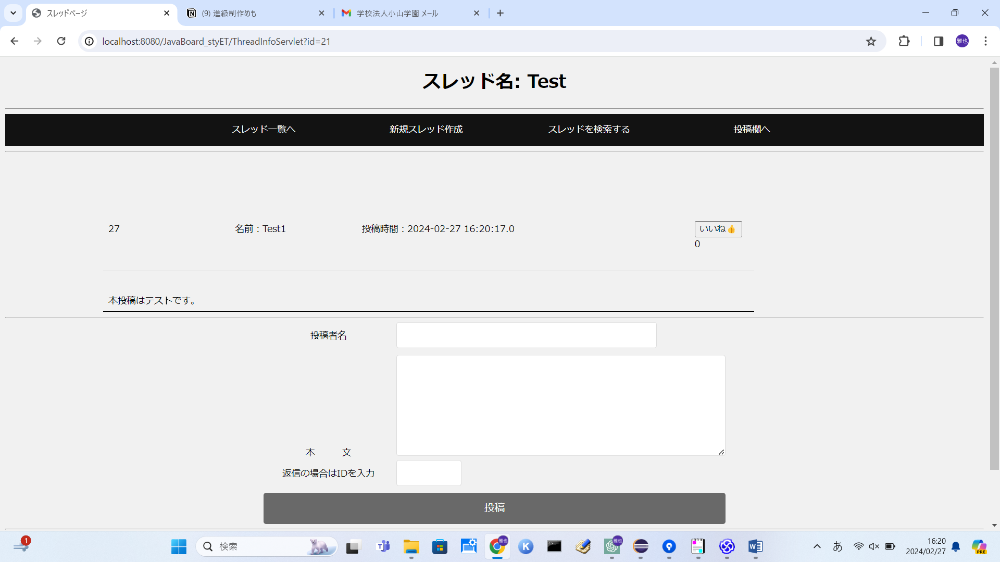 スレッドページ
(9) 進級制作めも
学校法人小山学園 メール
localhost:8080/JavaBoard_styET/ThreadInfoServlet?id=21
雅也
スレッド名: Test
スレッド一覧へ 新規スレッド作成 スレッドを検索する 投稿欄へ
27 名前：Test1 投稿時間：2024-02-27 16:20:17.0 いいね👍
0
本投稿はテストです。
投稿者名
本　　　文
返信の場合はIDを入力
投稿
1
検索
雅也
K
雅也
W
あ
16:20
2024/02/27
PRE